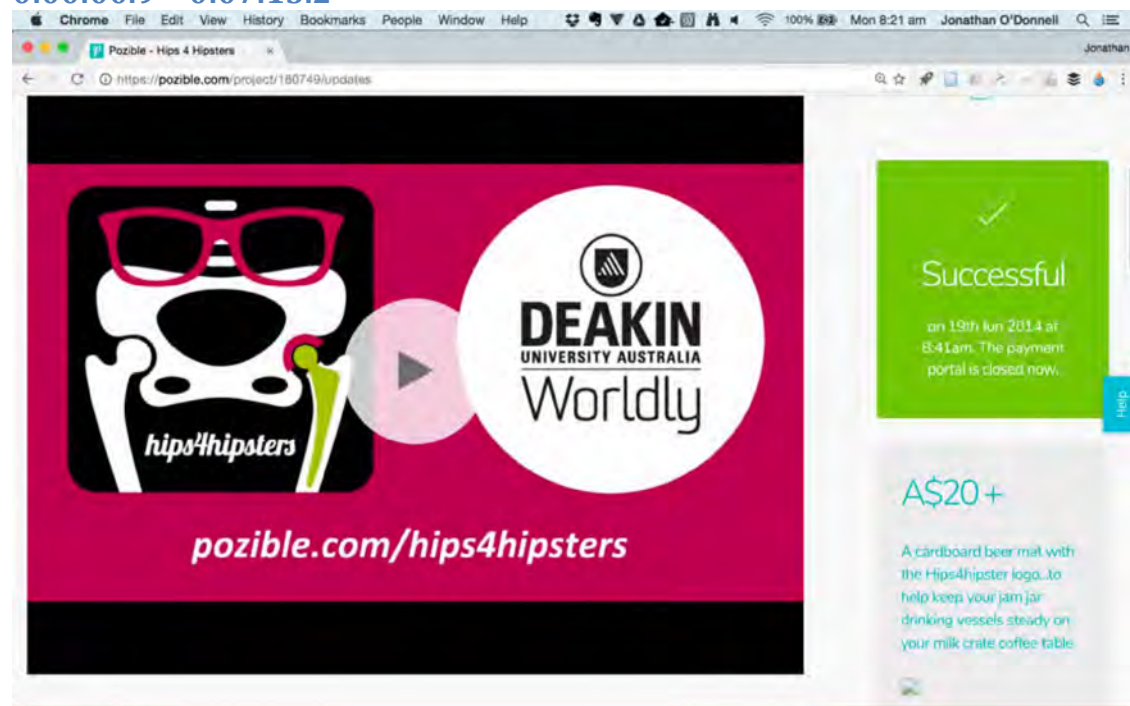 Chrome File Edit View History Bookmarks People Window Help 100% Mon 8:21 am Jonathan O'Donnell
Pozible - Hips 4 Hipsters Jonathan
https://pozible.com/project/180749/updates
hips4hipsters
DEAKIN
UNIVERSITY AUSTRALIA
Worldly
pozible.com/hips4hipsters
Successful
on 19th Jun 2014 at
8:41am. The payment
portal is closed now.
Help
A$20+
A cardboard beer mat with
the Hips4hipster logo...to
help keep your jam jar
drinking vessels steady on
your milk crate coffee table